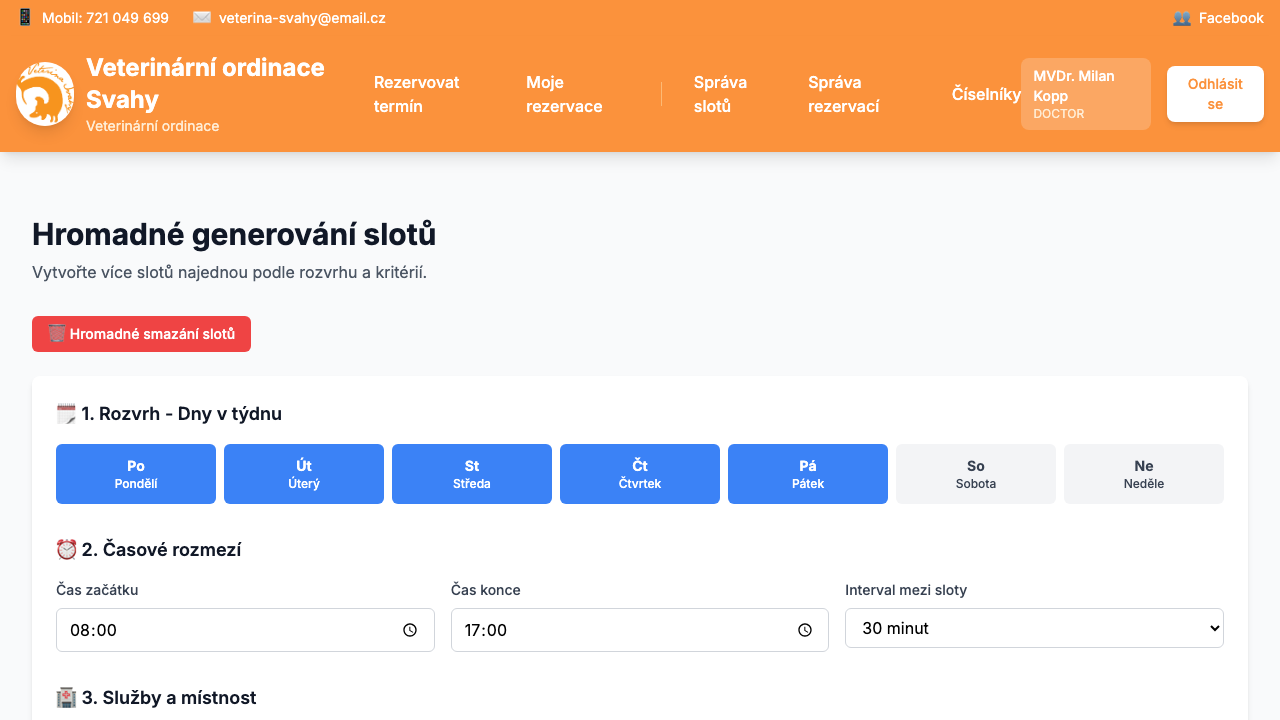 Mobil: 721 049 699
veterina-svahy@email.cz
Facebook
Veterinární ordinace
Svahy
Veterinární ordinace
Rezervovat
termín
Moje
rezervace
Správa
slotů
Správa
rezervací
Číselníky
MVDr. Milan
Kopp
DOCTOR
Odhlásit
se
Hromadné generování slotů
Vytvořte více slotů najednou podle rozvrhu a kritérií.
Hromadné smazání slotů
1. Rozvrh - Dny v týdnu
Po
Pondělí
Út
Úterý
St
Středa
Čt
Čtvrtek
Pá
Pátek
So
Sobota
Ne
Neděle
2. Časové rozmezí
Čas začátku
08:00
Čas konce
17:00
Interval mezi sloty
30 minut
3. Služby a místnost